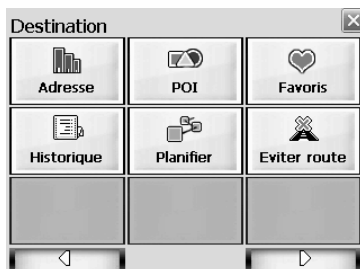 Destination
Adresse
POI
Favoris
Historique
Planifier
Eviter route